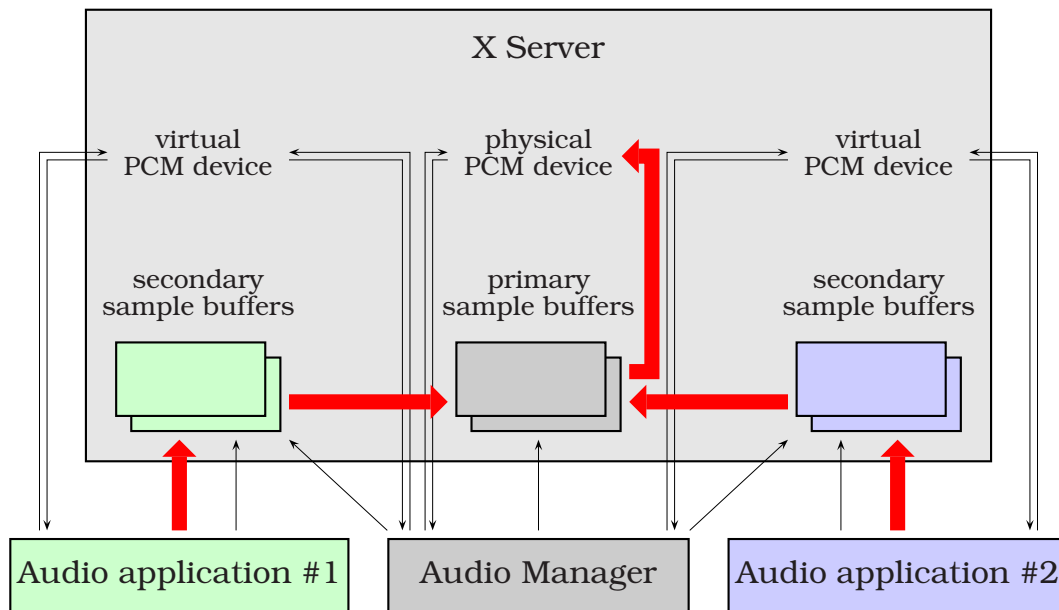 X Server
virtual
PCM device
physical
PCM device
virtual
PCM device
secondary
sample buffers
primary
sample buffers
secondary
sample buffers
Audio application #1
Audio Manager
Audio application #2